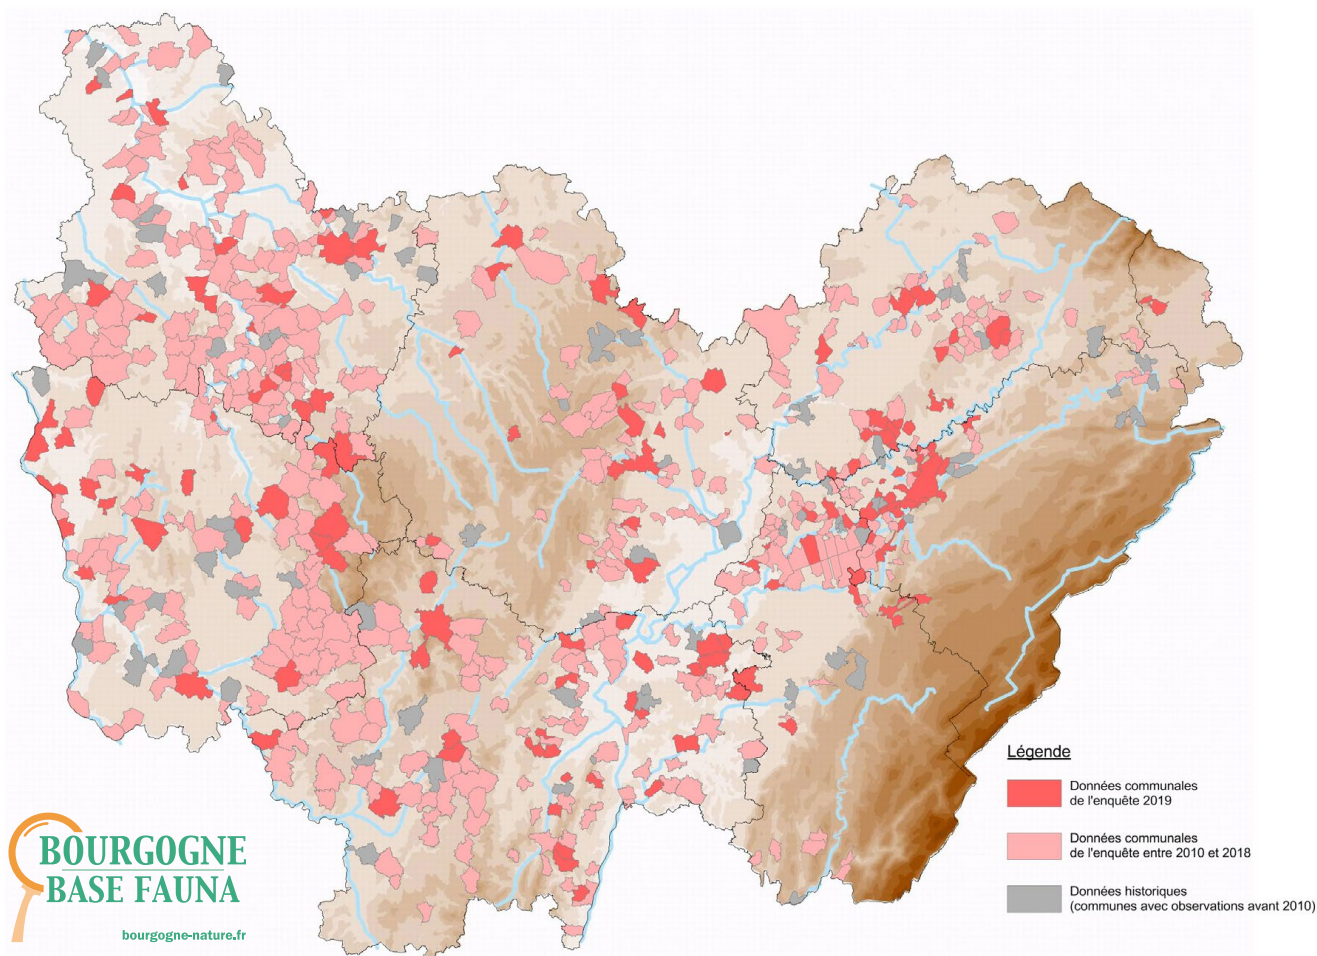 Légende
Données communales
de l'enquête 2019
Données communales
de l'enquête entre 2010 et 2018
Données historiques
(communes avec observations avant 2010)
BOURGOGNE
BASE FAUNA
bourgogne-nature.fr